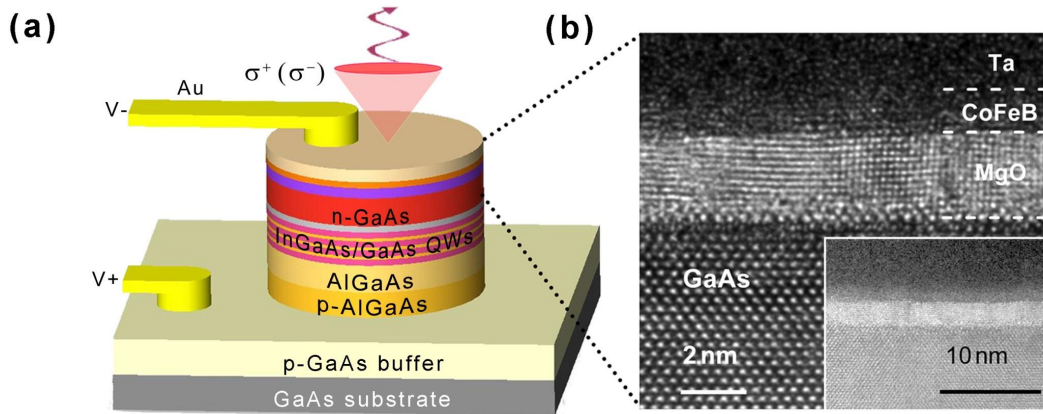 (a)
σ⁺ (σ⁻)
Au
V-
n-GaAs
InGaAs/GaAs QWs
V+
AlGaAs
p-AlGaAs
p-GaAs buffer
GaAs substrate
(b)
Ta
CoFeB
MgO
GaAs
2 nm
10 nm